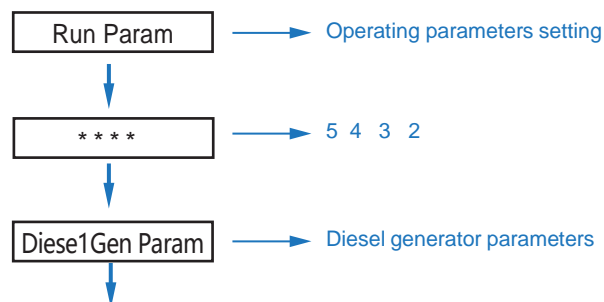 Run Param
Operating parameters setting
* * * *
5 4 3 2
Diese1Gen Param
Diesel generator parameters